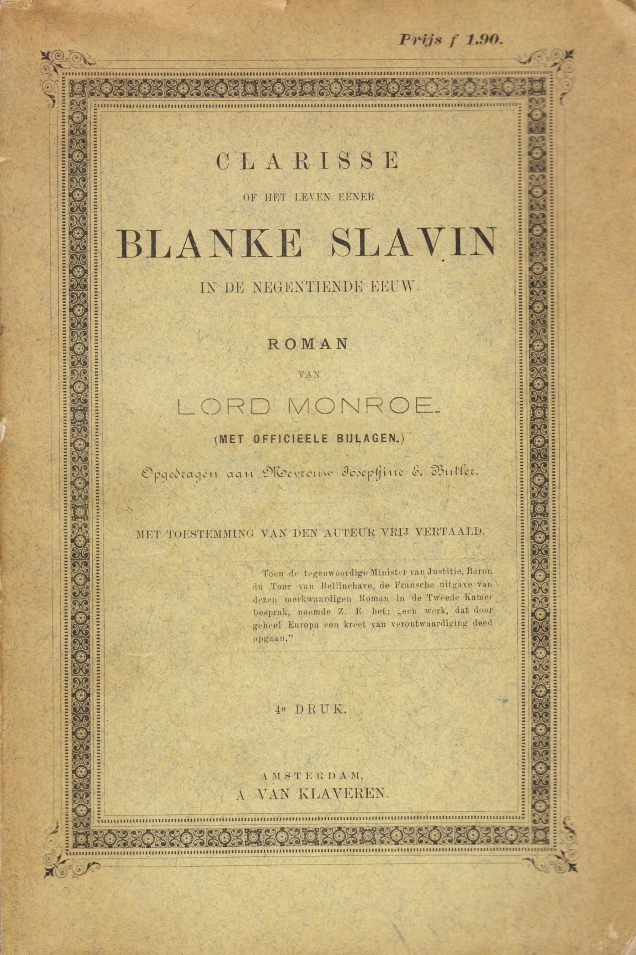 Prijs ƒ 1.90.
CLARISSE
OF HET LEVEN EENER
BLANKE SLAVIN
IN DE NEGENTIENDE EEUW.
ROMAN
VAN
LORD MONROE.
(MET OFFICIEELE BIJLAGEN.)
Opgedragen aan Mevrouw Josephine E. Butler.
MET TOESTEMMING VAN DEN AUTEUR VRIJ VERTAALD.
Toen de tegenwoordige Minister van Justitie, Baron
du Tour van Bellinchave, de Fransche uitgave van
dezen merkwaardigen Roman in de Tweede Kamer
besprak, noemde Z. E. het: „een werk, dat door
geheel Europa een kreet van verontwaardiging deed
opgaan.”
4e DRUK.
AMSTERDAM,
A VAN KLAVEREN.